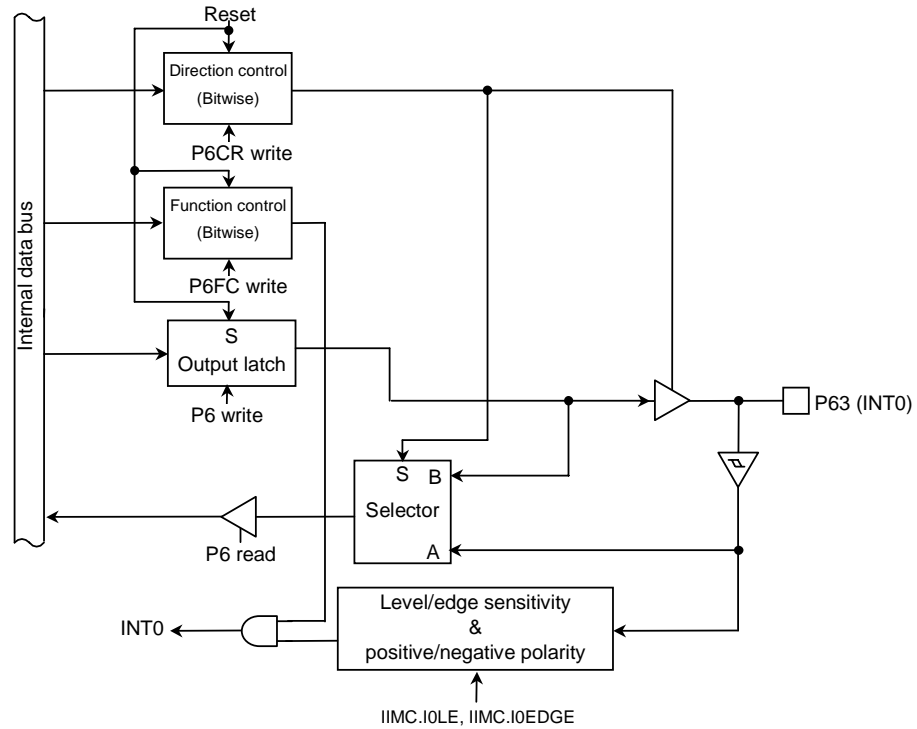 Reset
Direction control
(Bitwise)
P6CR write
Function control
(Bitwise)
P6FC write
Internal data bus
S
Output latch
P6 write
P63 (INT0)
S
B
Selector
A
P6 read
Level/edge sensitivity
&
positive/negative polarity
INT0
IIMC.I0LE, IIMC.I0EDGE